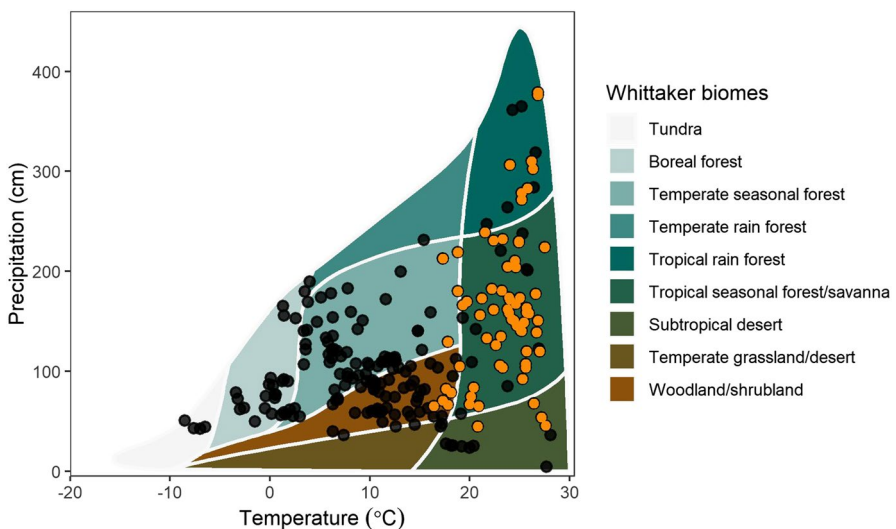 Precipitation (cm)
400
300
200
100
0
-20
-10
0
10
20
30
Temperature (°C)
Whittaker biomes
Tundra
Boreal forest
Temperate seasonal forest
Temperate rain forest
Tropical rain forest
Tropical seasonal forest/savanna
Subtropical desert
Temperate grassland/desert
Woodland/shrubland